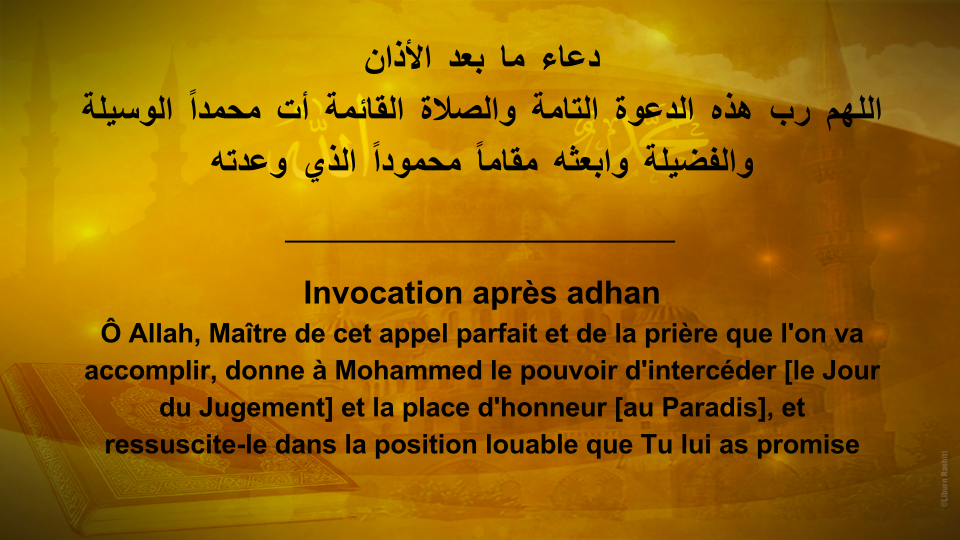 دعاء ما بعد الأذان
اللهم رب هذه الدعوة التامة والصلاة القائمة أت محمداً الوسيلة
والفضيلة وابعثه مقاماً محموداً الذي وعدته
Invocation après adhan
Ô Allah, Maître de cet appel parfait et de la prière que l'on va
accomplir, donne à Mohammed le pouvoir d'intercéder [le Jour
du Jugement] et la place d'honneur [au Paradis], et
ressuscite-le dans la position louable que Tu lui as promise